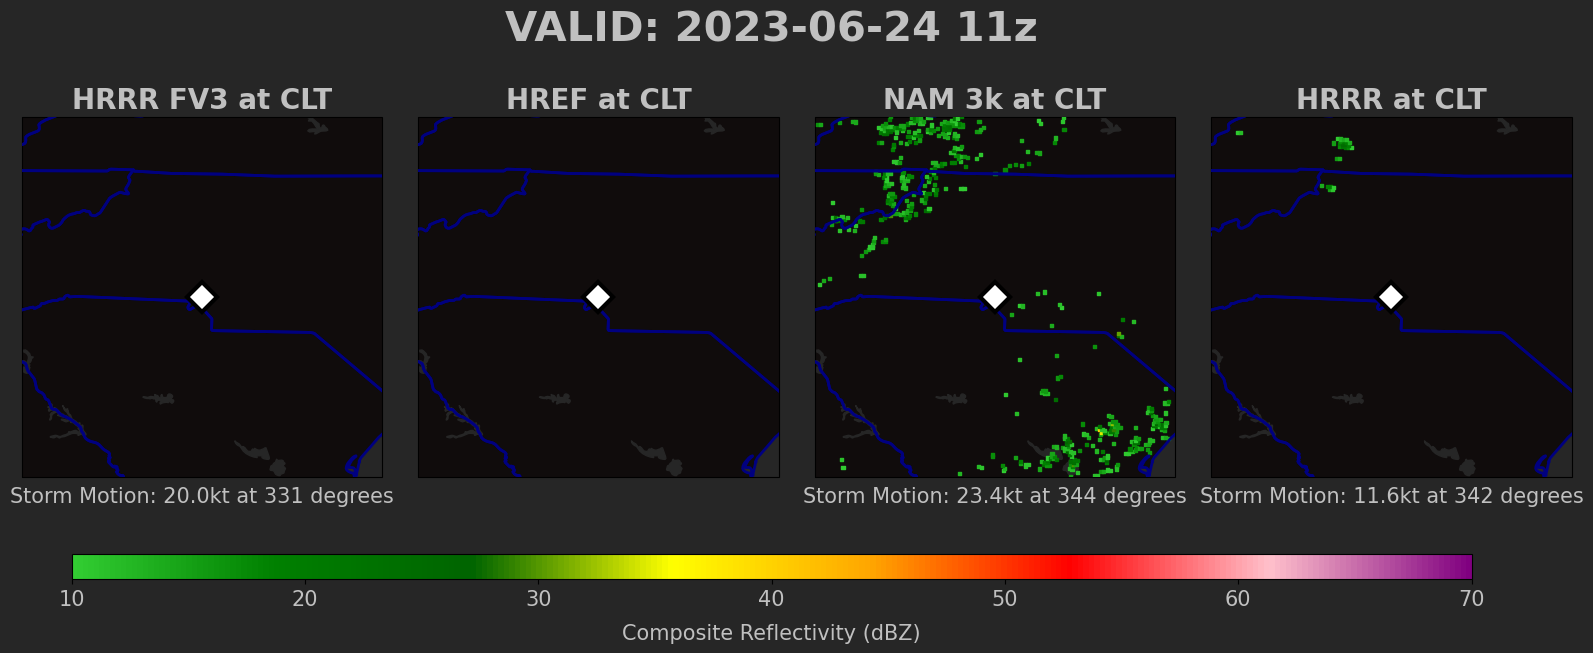 VALID: 2023-06-24 11z
HRRR FV3 at CLT
HREF at CLT
NAM 3k at CLT
HRRR at CLT
Storm Motion: 20.0kt at 331 degrees
Storm Motion: 23.4kt at 344 degrees
Storm Motion: 11.6kt at 342 degrees
10 20 30 40 50 60 70
Composite Reflectivity (dBZ)